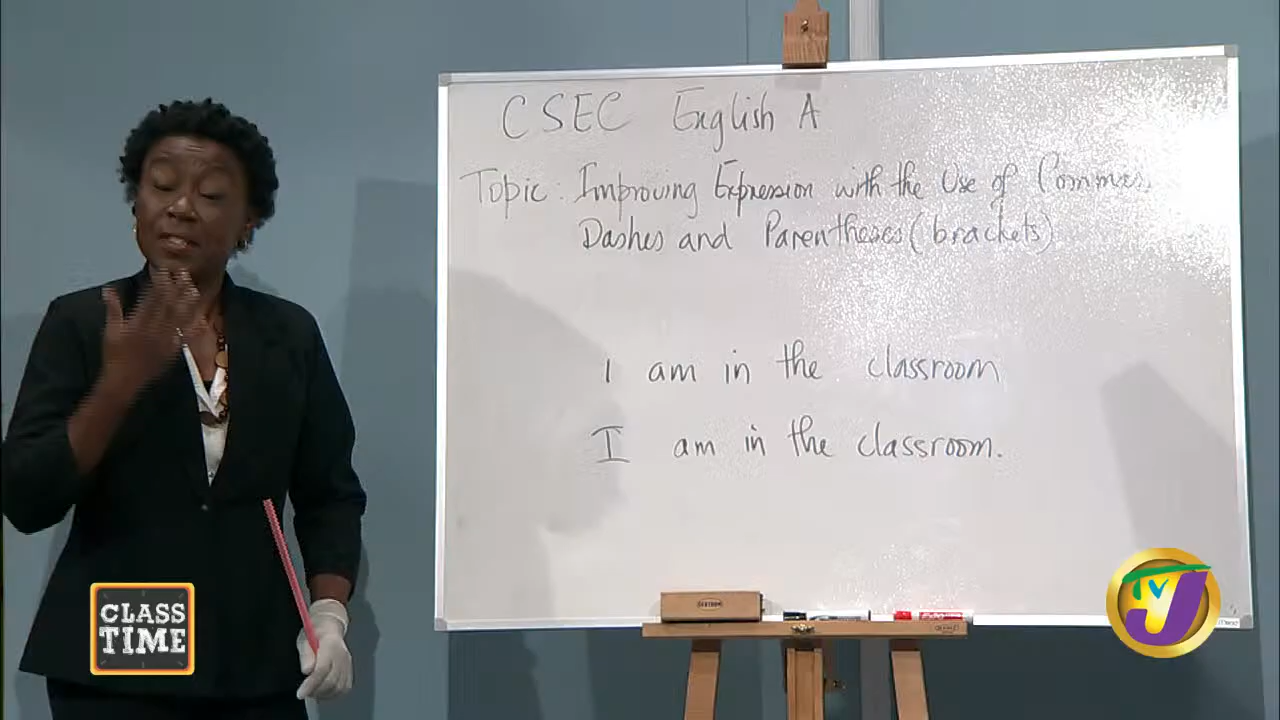 CSEC English A
Topic: Improving Expression with the Use of Commas,
Dashes and Parentheses (brackets)
I am in the classroom
I am in the classroom.
CLASS
TIME
TVJ